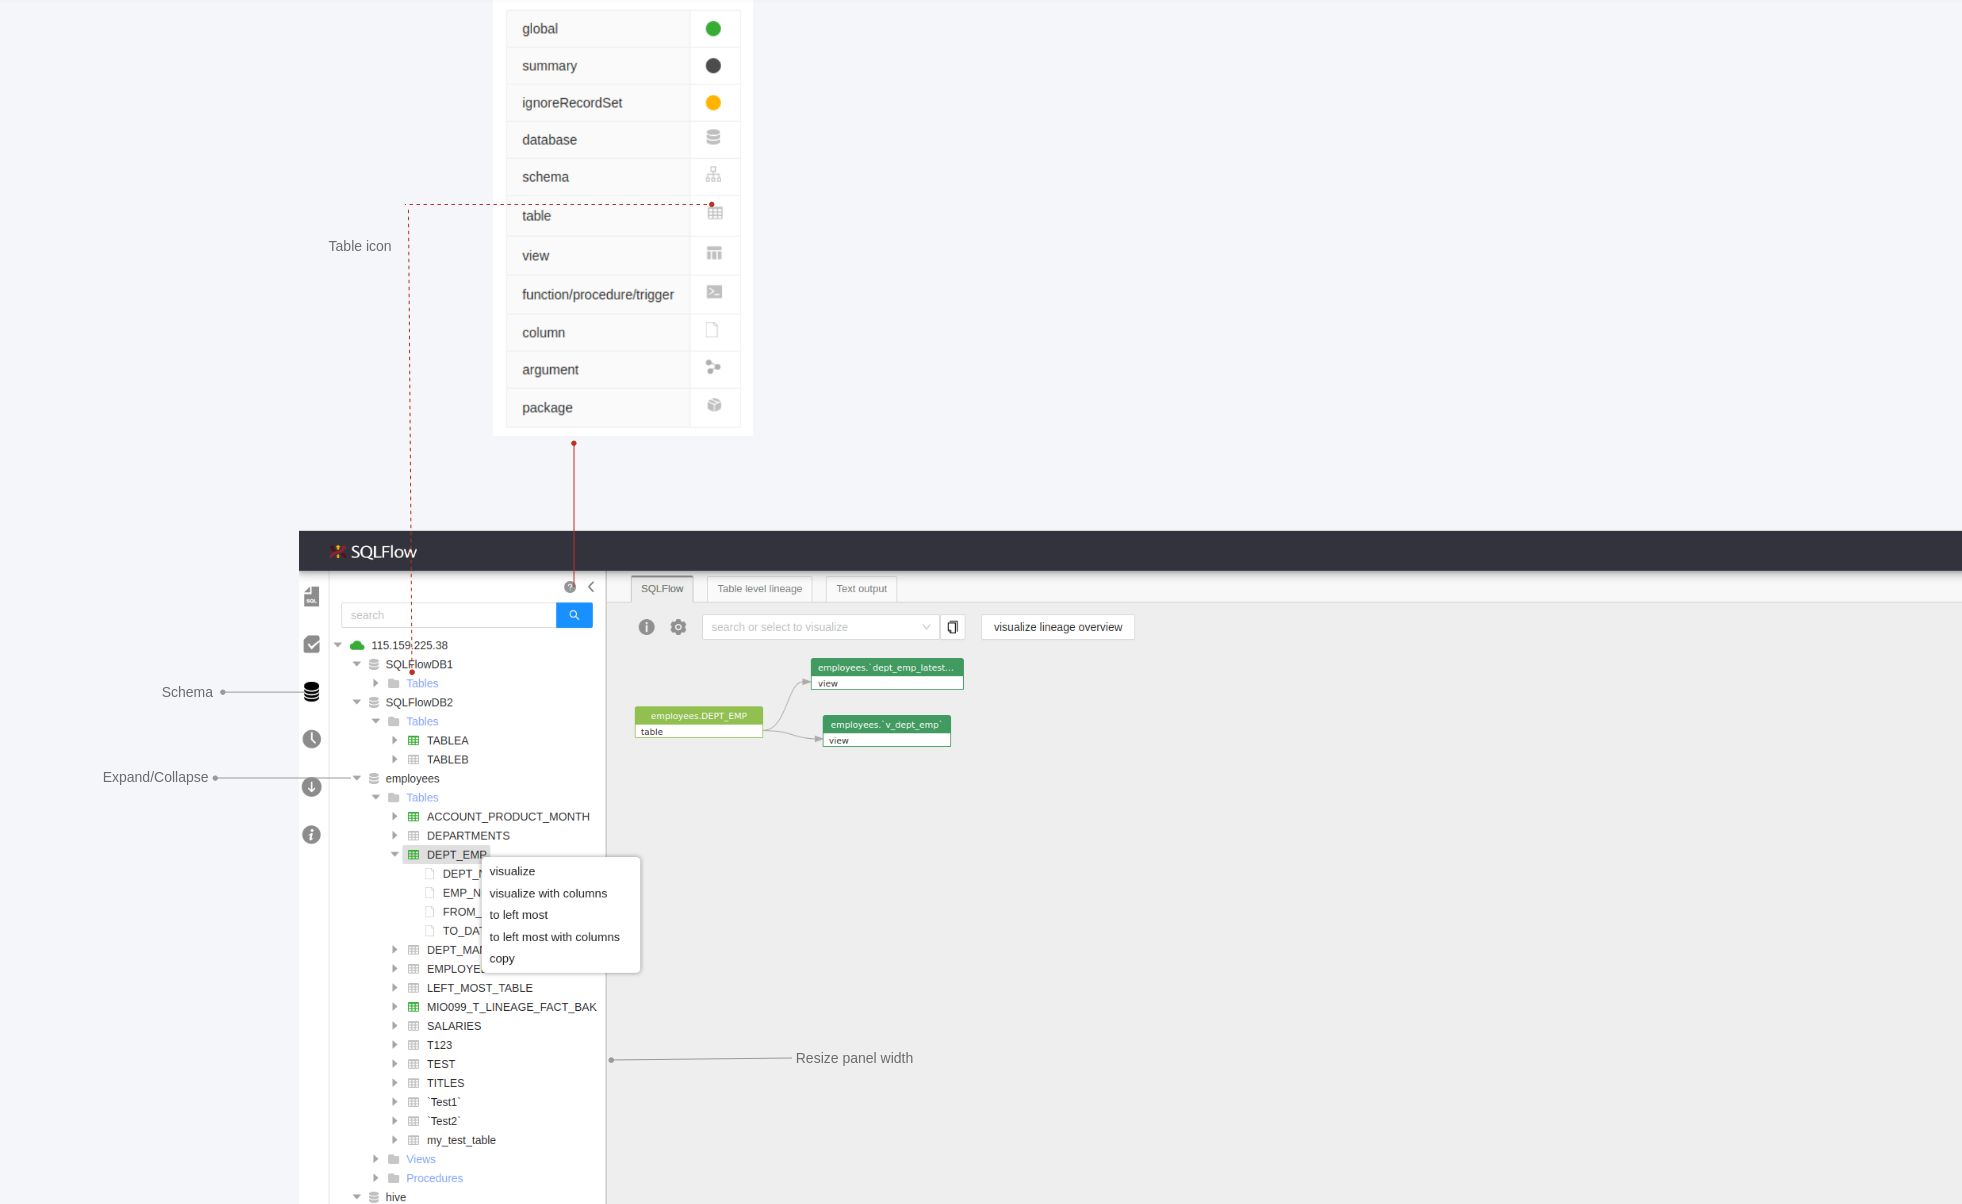 global
summary
ignoreRecordSet
database
schema
table
Table icon
view
function/procedure/trigger
column
argument
package
SQLFlow
SQL
search
115.159.225.38
SQLFlowDB1
Tables
SQLFlowDB2
Tables
TABLEA
TABLEB
employees
Tables
ACCOUNT_PRODUCT_MONTH
DEPARTMENTS
DEPT_EMP
DEPT_N
EMP_N
FROM_
TO_DAT
DEPT_MAN
EMPLOYEE
LEFT_MOST_TABLE
MIO099_T_LINEAGE_FACT_BAK
SALARIES
T123
TEST
TITLES
`Test1`
`Test2`
my_test_table
Views
Procedures
hive
Schema
Expand/Collapse
visualize
visualize with columns
to left most
to left most with columns
copy
SQLFlow
Table level lineage
Text output
search or select to visualize
visualize lineage overview
employees.`dept_emp_latest...
view
employees.DEPT_EMP
table
employees.`v_dept_emp`
view
Resize panel width